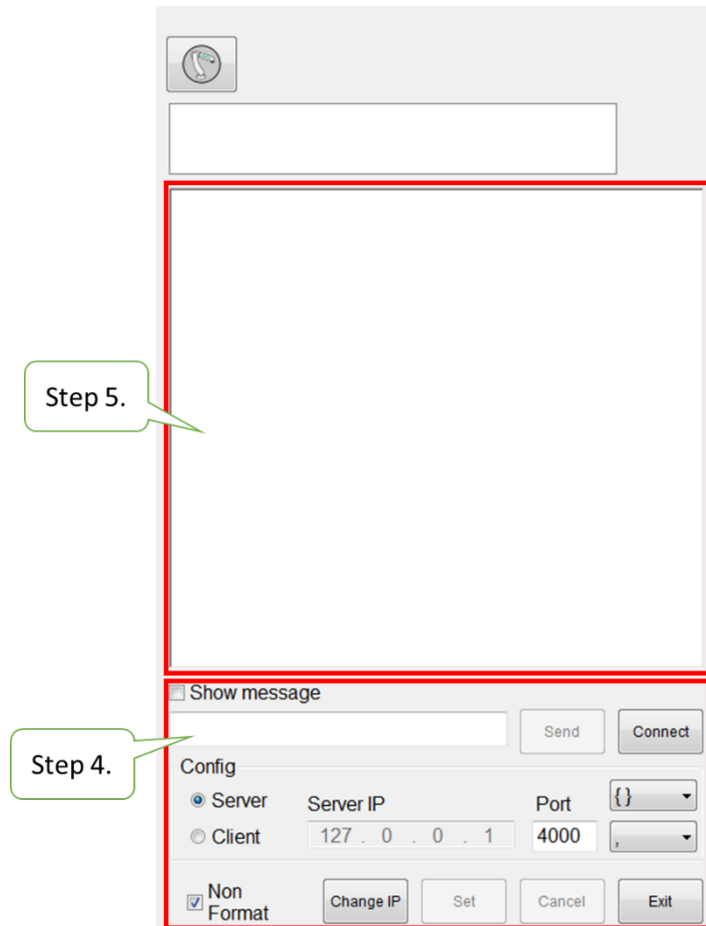 Step 5.
Show message
Send
Connect
Step 4.
Config
Server
Server IP
Port
{ }
Client
127 . 0 . 0 . 1
4000
,
Non
Format
Change IP
Set
Cancel
Exit